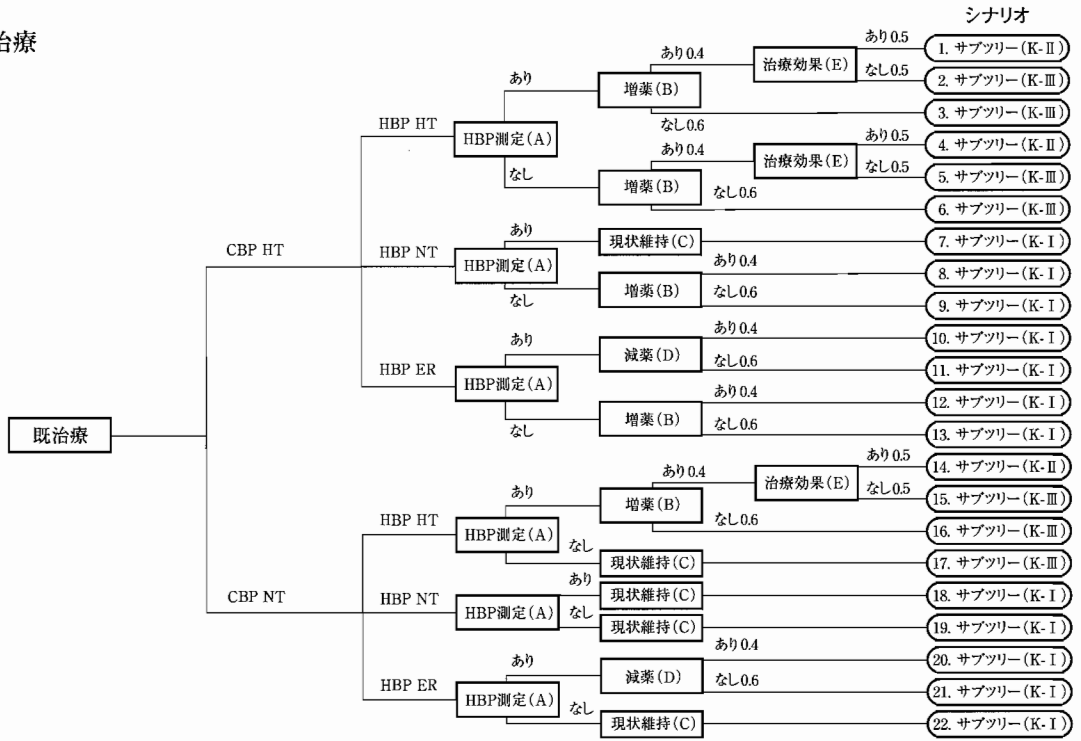 シナリオ
治療
あり0.5
1. サブツリー(K-Ⅱ)
あり0.4
治療効果(E)
なし0.5
2. サブツリー(K-Ⅲ)
あり
増薬(B)
なし0.6
3. サブツリー(K-Ⅲ)
HBP HT
HBP測定(A)
あり0.5
4. サブツリー(K-Ⅱ)
あり0.4
治療効果(E)
なし0.5
5. サブツリー(K-Ⅲ)
なし
増薬(B)
なし0.6
6. サブツリー(K-Ⅲ)
CBP HT
HBP NT
HBP測定(A)
あり
現状維持(C)
7. サブツリー(K-Ⅰ)
なし
増薬(B)
あり0.4
8. サブツリー(K-Ⅰ)
なし0.6
9. サブツリー(K-Ⅰ)
HBP ER
HBP測定(A)
あり
減薬(D)
あり0.4
10. サブツリー(K-Ⅰ)
なし0.6
11. サブツリー(K-Ⅰ)
なし
増薬(B)
あり0.4
12. サブツリー(K-Ⅰ)
なし0.6
13. サブツリー(K-Ⅰ)
既治療
CBP NT
HBP HT
HBP測定(A)
あり
増薬(B)
あり0.4
治療効果(E)
あり0.5
14. サブツリー(K-Ⅱ)
なし0.5
15. サブツリー(K-Ⅲ)
なし0.6
16. サブツリー(K-Ⅲ)
なし
現状維持(C)
17. サブツリー(K-Ⅲ)
HBP NT
HBP測定(A)
あり
現状維持(C)
18. サブツリー(K-Ⅰ)
なし
現状維持(C)
19. サブツリー(K-Ⅰ)
HBP ER
HBP測定(A)
あり
減薬(D)
あり0.4
20. サブツリー(K-Ⅰ)
なし0.6
21. サブツリー(K-Ⅰ)
なし
現状維持(C)
22. サブツリー(K-Ⅰ)